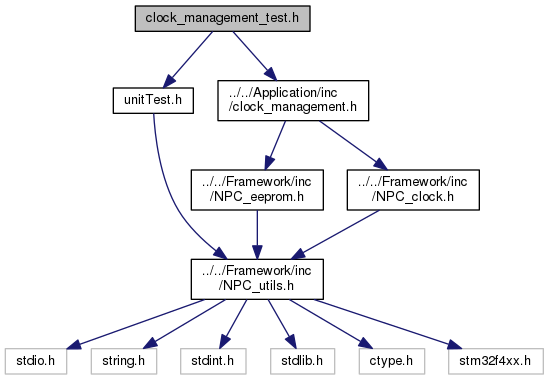 clock_management_test.h
unitTest.h
../../Application/inc
/clock_management.h
../../Framework/inc
/NPC_eeprom.h
../../Framework/inc
/NPC_clock.h
../../Framework/inc
/NPC_utils.h
stdio.h
string.h
stdint.h
stdlib.h
ctype.h
stm32f4xx.h